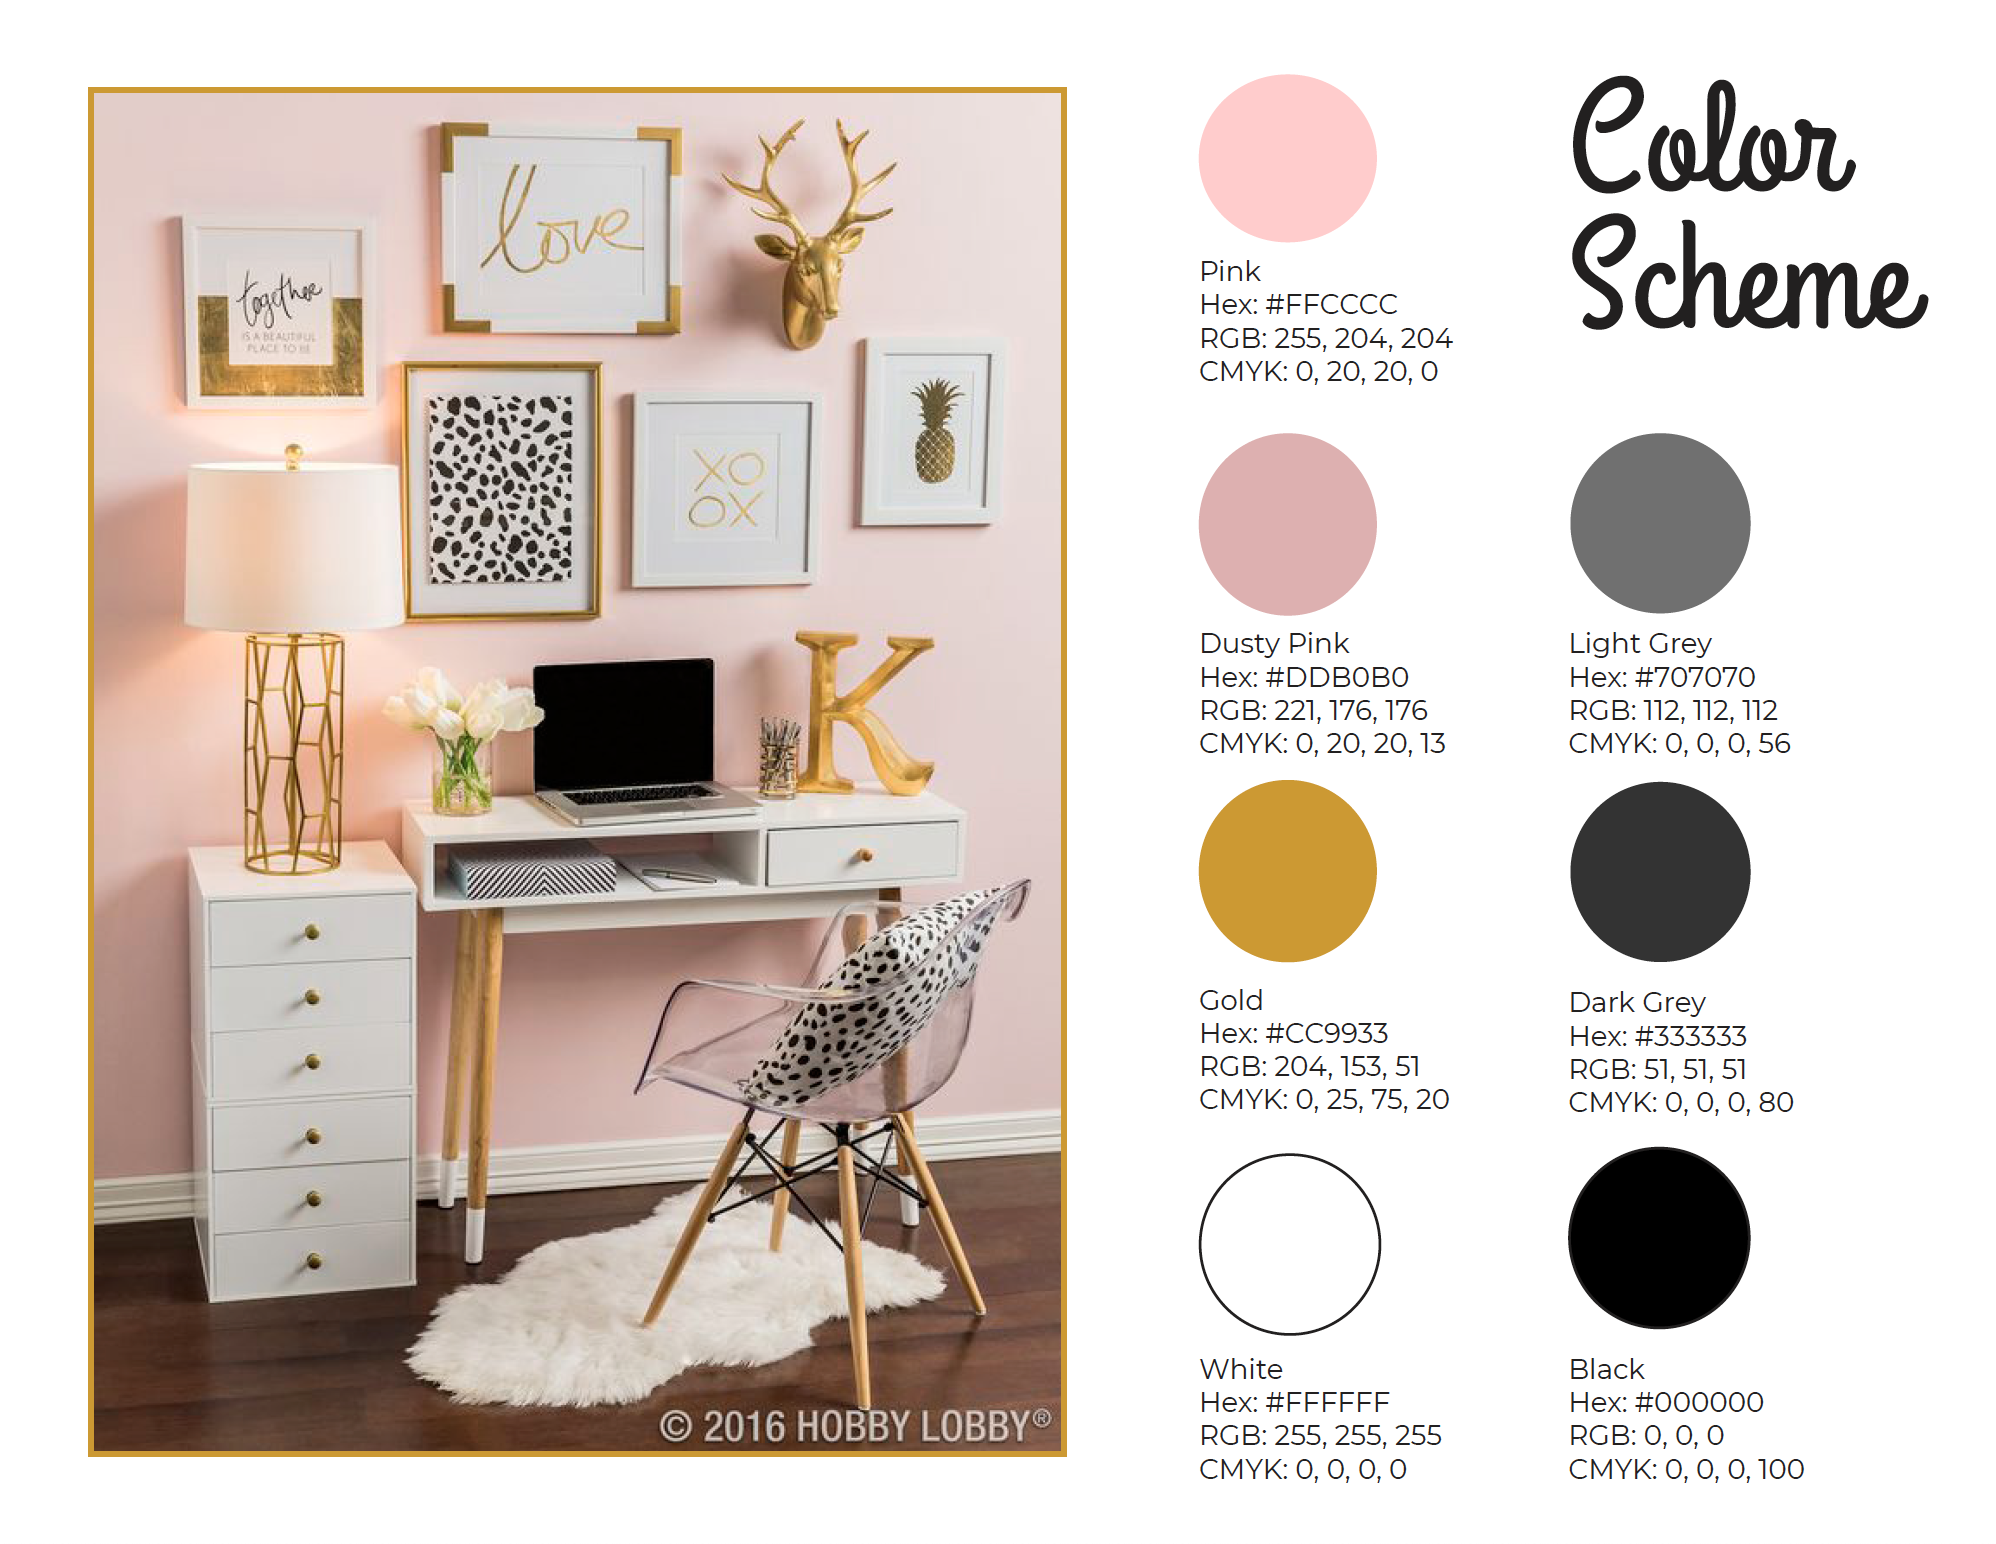 Color
Scheme
love
together
IS A BEAUTIFUL
PLACE TO BE
XO
OX
K
© 2016 HOBBY LOBBY®
Pink
Hex: #FFCCCC
RGB: 255, 204, 204
CMYK: 0, 20, 20, 0
Dusty Pink
Hex: #DDB0B0
RGB: 221, 176, 176
CMYK: 0, 20, 20, 13
Light Grey
Hex: #707070
RGB: 112, 112, 112
CMYK: 0, 0, 0, 56
Gold
Hex: #CC9933
RGB: 204, 153, 51
CMYK: 0, 25, 75, 20
Dark Grey
Hex: #333333
RGB: 51, 51, 51
CMYK: 0, 0, 0, 80
White
Hex: #FFFFFF
RGB: 255, 255, 255
CMYK: 0, 0, 0, 0
Black
Hex: #000000
RGB: 0, 0, 0
CMYK: 0, 0, 0, 100